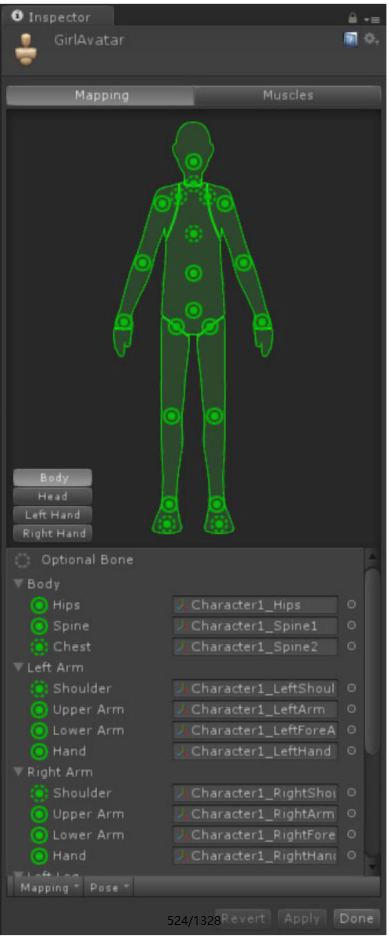 Inspector
GirlAvatar
Mapping Muscles
Body
Head
Left Hand
Right Hand
Optional Bone
Body
Hips Character1_Hips
Spine Character1_Spine1
Chest Character1_Spine2
Left Arm
Shoulder Character1_LeftShoul
Upper Arm Character1_LeftArm
Lower Arm Character1_LeftForeA
Hand Character1_LeftHand
Right Arm
Shoulder Character1_RightShou
Upper Arm Character1_RightArm
Lower Arm Character1_RightFore
Hand Character1_RightHand
Left Leg
Mapping Pose
524/1328 Revert Apply Done